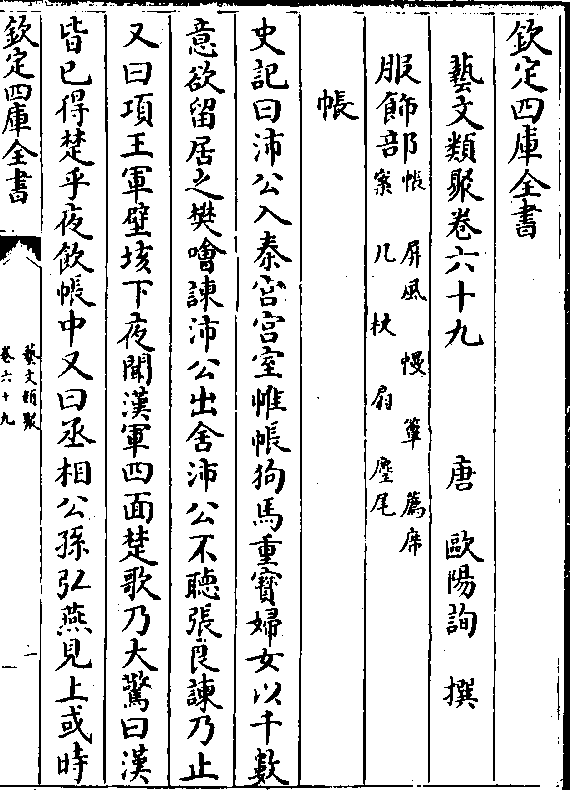 欽定四庫全書
藝文類聚卷六十九
唐 歐陽詢 撰
服飾部帳 屏風 幔 簟 薦席
案 几 杖 扇 麈尾
帳
史記曰沛公入秦宫宫室帷帳狗馬重寳婦女以千數
意欲留居之樊噲諫沛公出舍沛公不聽張良諫乃止
又曰項王軍壁垓下夜聞漢軍四面楚歌乃大驚曰漢
皆已得楚乎夜飲帳中又曰丞相公孫弘燕見上或時
欽定四庫全書
藝文類聚
卷六十九
一